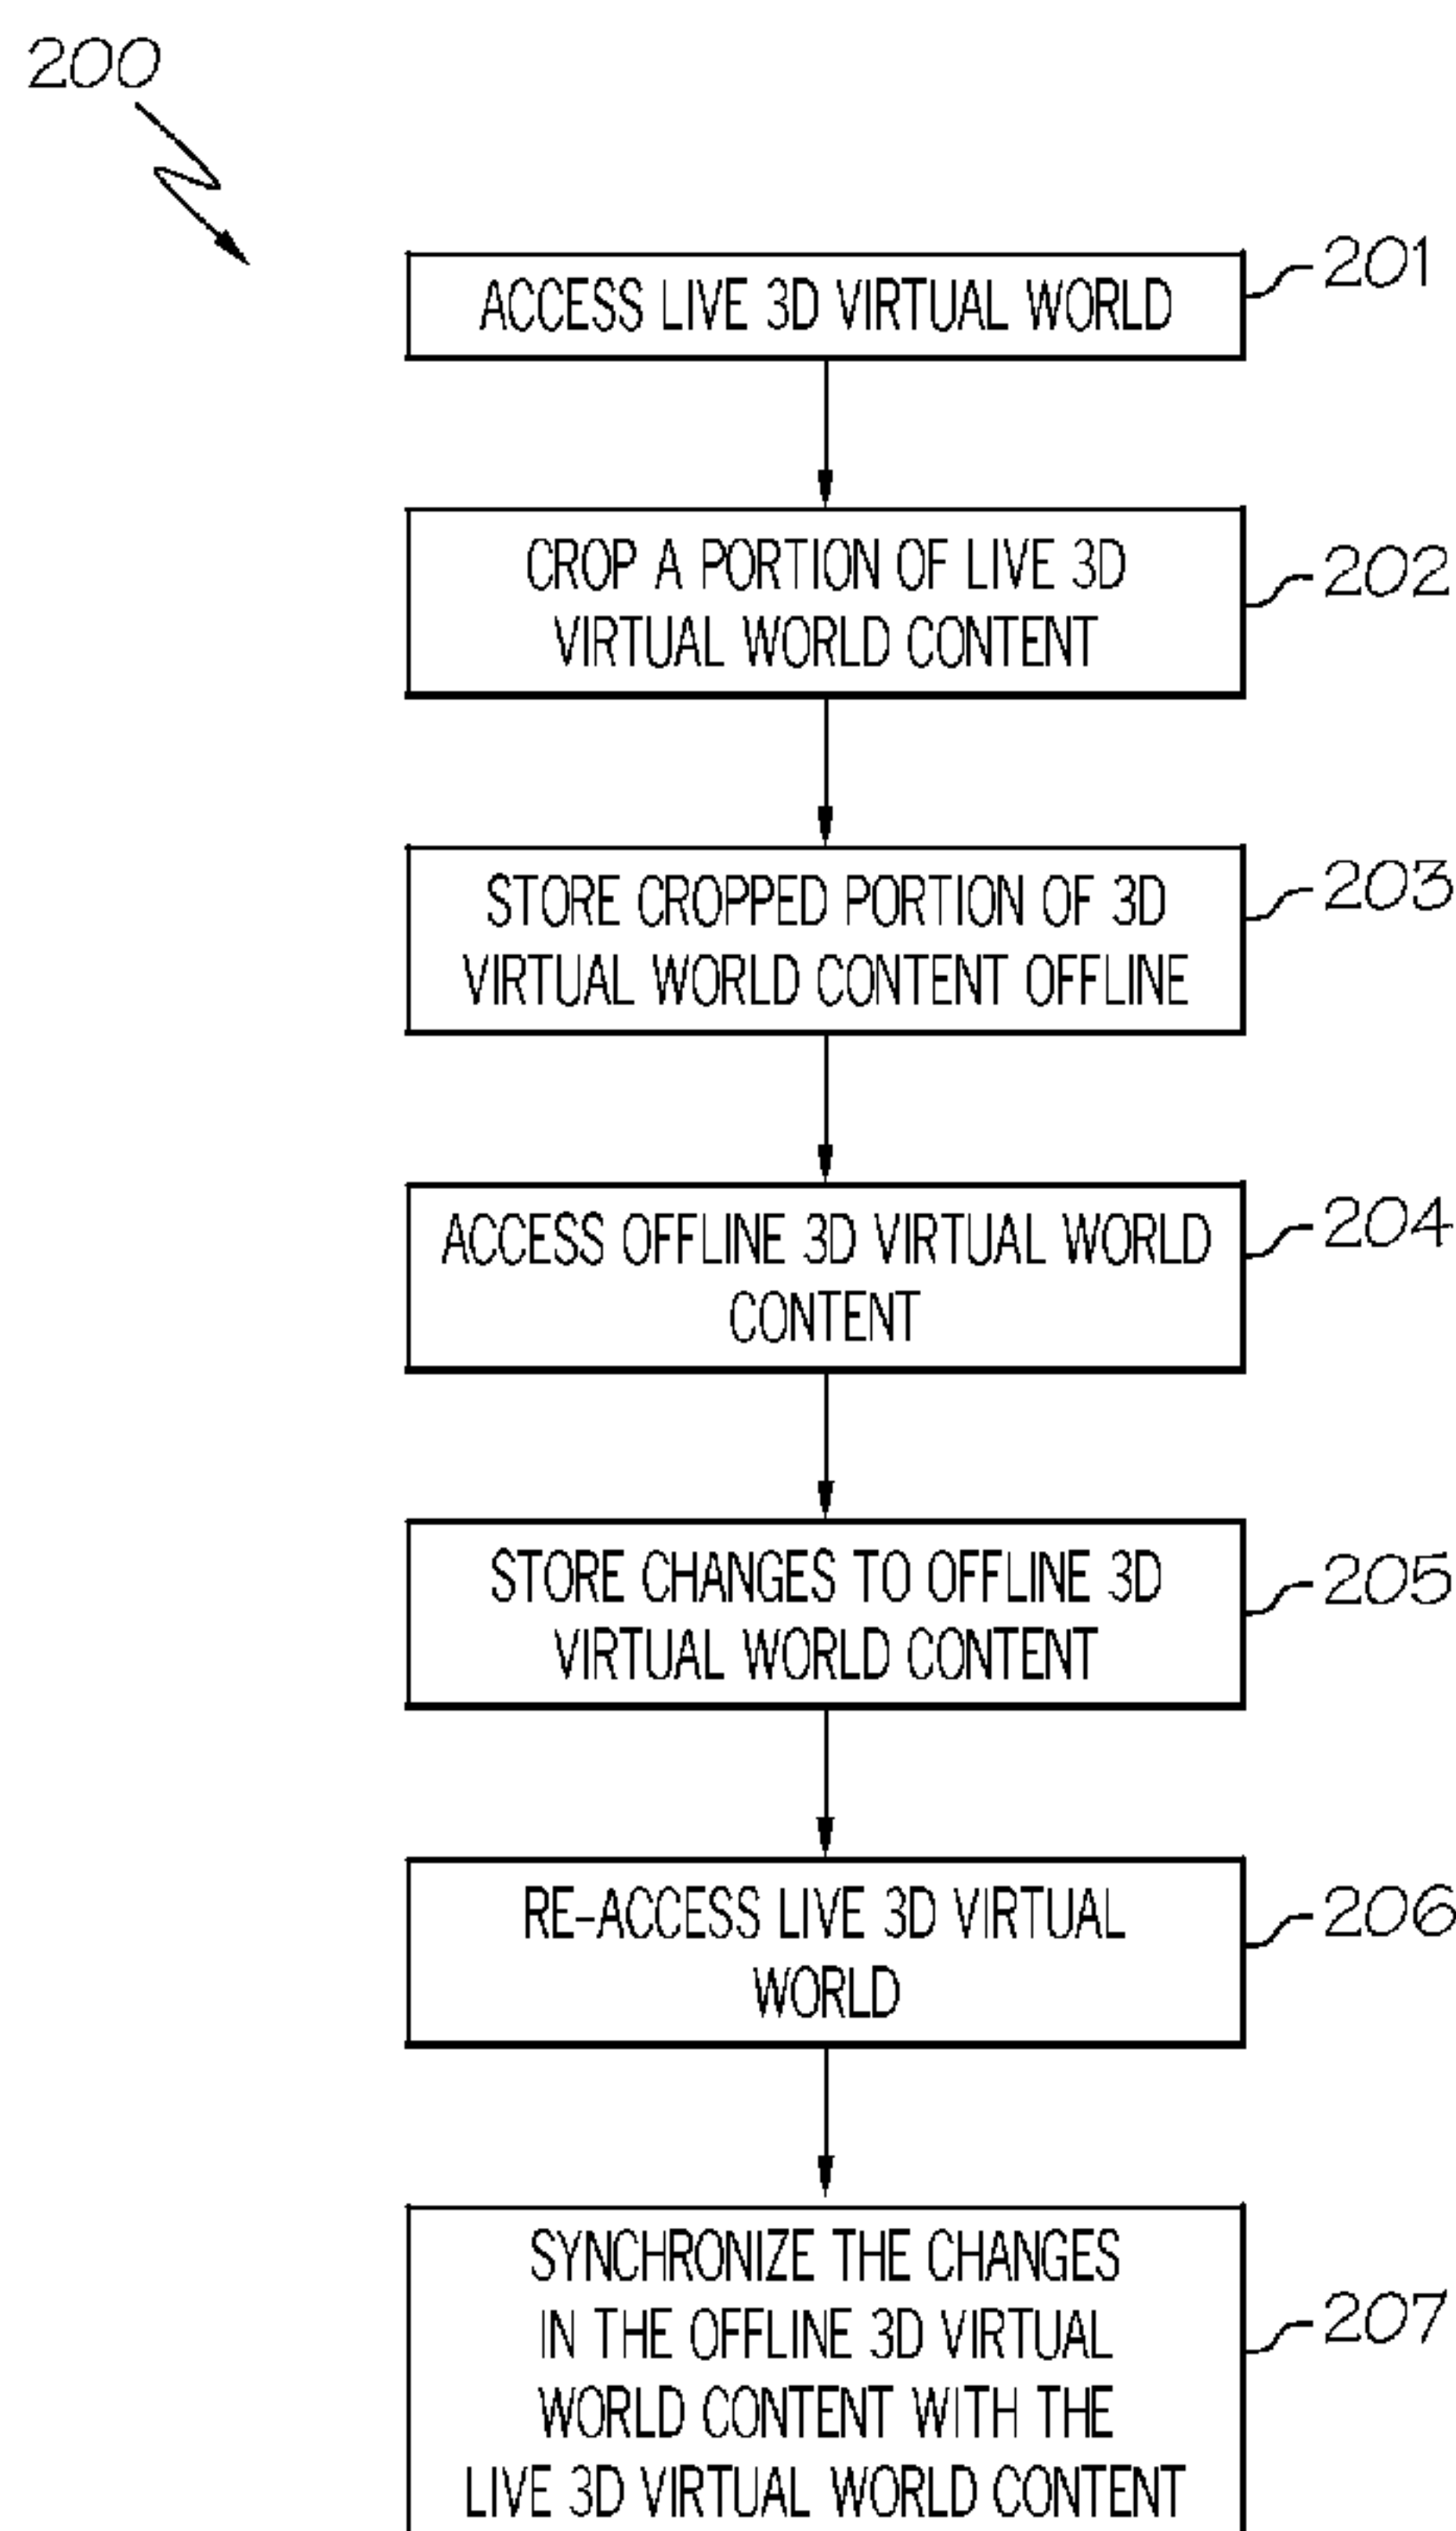 200
ACCESS LIVE 3D VIRTUAL WORLD
201
CROP A PORTION OF LIVE 3D
VIRTUAL WORLD CONTENT
202
STORE CROPPED PORTION OF 3D
VIRTUAL WORLD CONTENT OFFLINE
203
ACCESS OFFLINE 3D VIRTUAL WORLD
CONTENT
204
STORE CHANGES TO OFFLINE 3D
VIRTUAL WORLD CONTENT
205
RE-ACCESS LIVE 3D VIRTUAL
WORLD
206
SYNCHRONIZE THE CHANGES
IN THE OFFLINE 3D VIRTUAL
WORLD CONTENT WITH THE
LIVE 3D VIRTUAL WORLD CONTENT
207